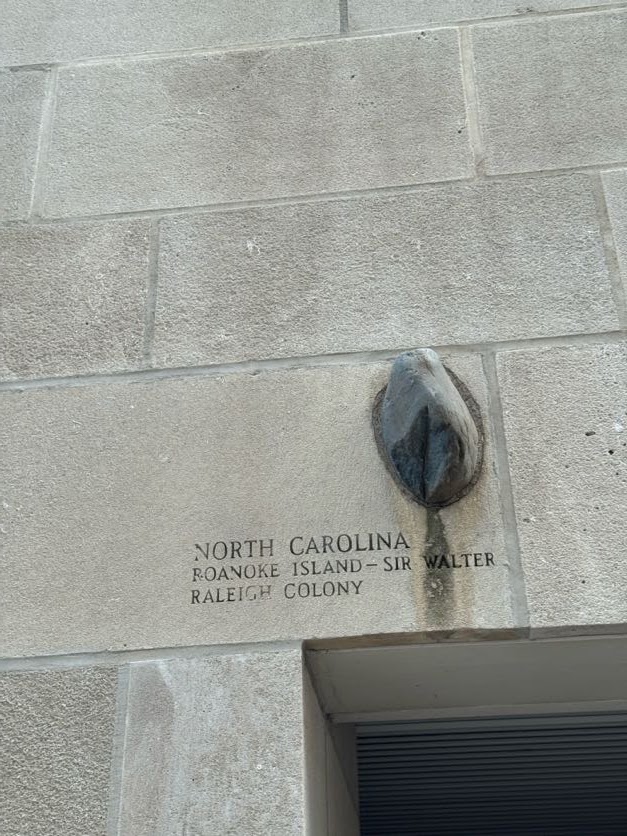 NORTH CAROLINA
ROANOKE ISLAND – SIR WALTER
RALEIGH COLONY